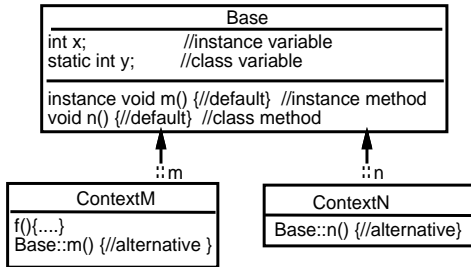 Base
int x; //instance variable
static int y; //class variable
instance void m() {//default} //instance method
void n() {//default} //class method
::m
::n
ContextM
f(){....}
Base::m() {//alternative }
ContextN
Base::n() {//alternative}